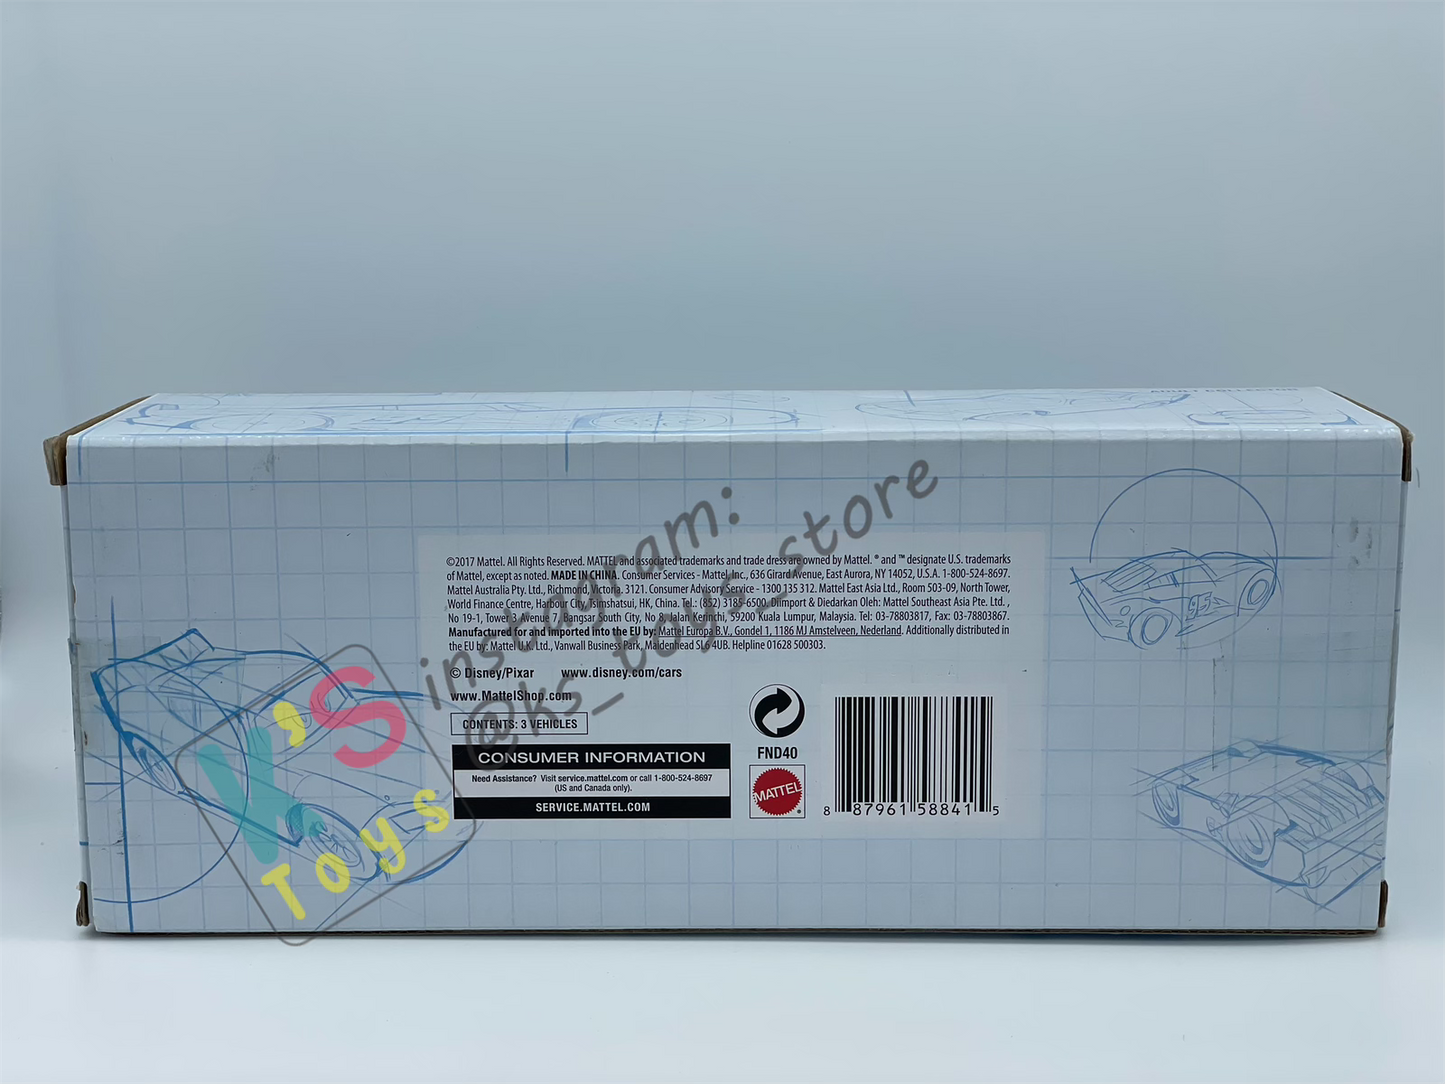 ADULT COLLECTOR
©2017 Mattel. All Rights Reserved. MATTEL and associated trademarks and trade dress are owned by Mattel. ® and ™ designate U.S. trademarks
of Mattel, except as noted. MADE IN CHINA. Consumer Services - Mattel, Inc., 636 Girard Avenue, East Aurora, NY 14052, U.S.A. 1-800-524-8697.
Mattel Australia Pty. Ltd., Richmond, Victoria. 3121. Consumer Advisory Service - 1300 135 312. Mattel East Asia Ltd., Room 503-09, North Tower,
World Finance Centre, Harbour City, Tsimshatsui, HK, China. Tel.: (852) 3185-6500. Diimport & Diedarkan Oleh: Mattel Southeast Asia Pte. Ltd. ,
No 19-1, Tower 3 Avenue 7, Bangsar South City, No 8, Jalan Kerinchi, 59200 Kuala Lumpur, Malaysia. Tel: 03-78803817, Fax: 03-78803867.
Manufactured for and imported into the EU by: Mattel Europa B.V., Gondel 1, 1186 MJ Amstelveen, Nederland. Additionally distributed in
the EU by: Mattel U.K. Ltd., Vanwall Business Park, Maidenhead SL6 4UB. Helpline 01628 500303.
© Disney/Pixar www.disney.com/cars
www.MattelShop.com
CONTENTS: 3 VEHICLES
CONSUMER INFORMATION
Need Assistance? Visit service.mattel.com or call 1-800-524-8697
(US and Canada only).
SERVICE.MATTEL.COM
FND40
MATTEL
8 87961 58841 5
95
instagram:
@ks_toys_store
K'S
Toys